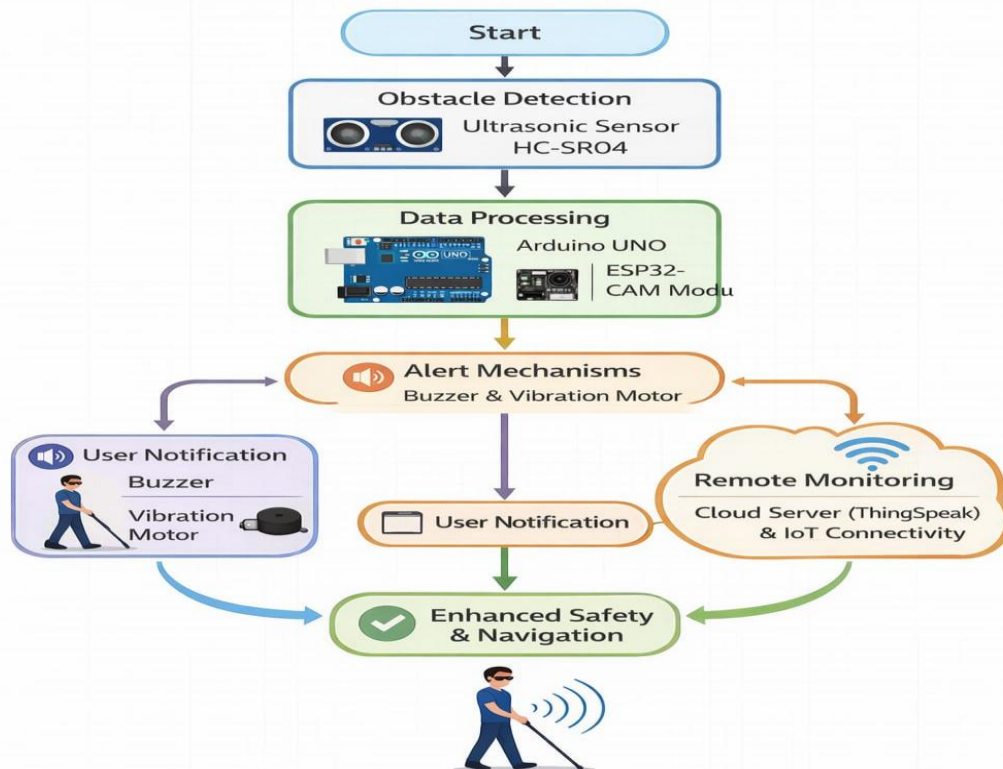 Start
Obstacle Detection
Ultrasonic Sensor
HC-SR04
Data Processing
UNO
Arduino UNO
ESP32-
CAM Modu
Alert Mechanisms
Buzzer & Vibration Motor
User Notification
Buzzer
Vibration
Motor
User Notification
Remote Monitoring
Cloud Server (ThingSpeak)
& IoT Connectivity
Enhanced Safety
& Navigation